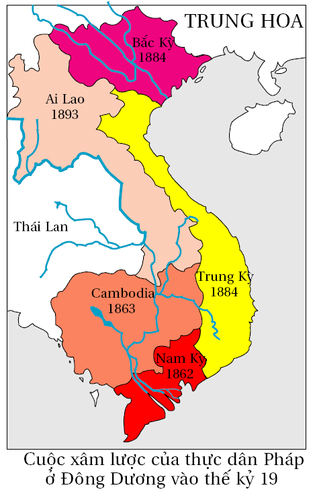 TRUNG HOA
Bắc Kỳ
1884
Ai Lao
1893
Thái Lan
Trung Kỳ
1884
Cambodia
1863
Nam Kỳ
1862
Cuộc xâm lược của thực dân Pháp
ở Đông Dương vào thế kỷ 19